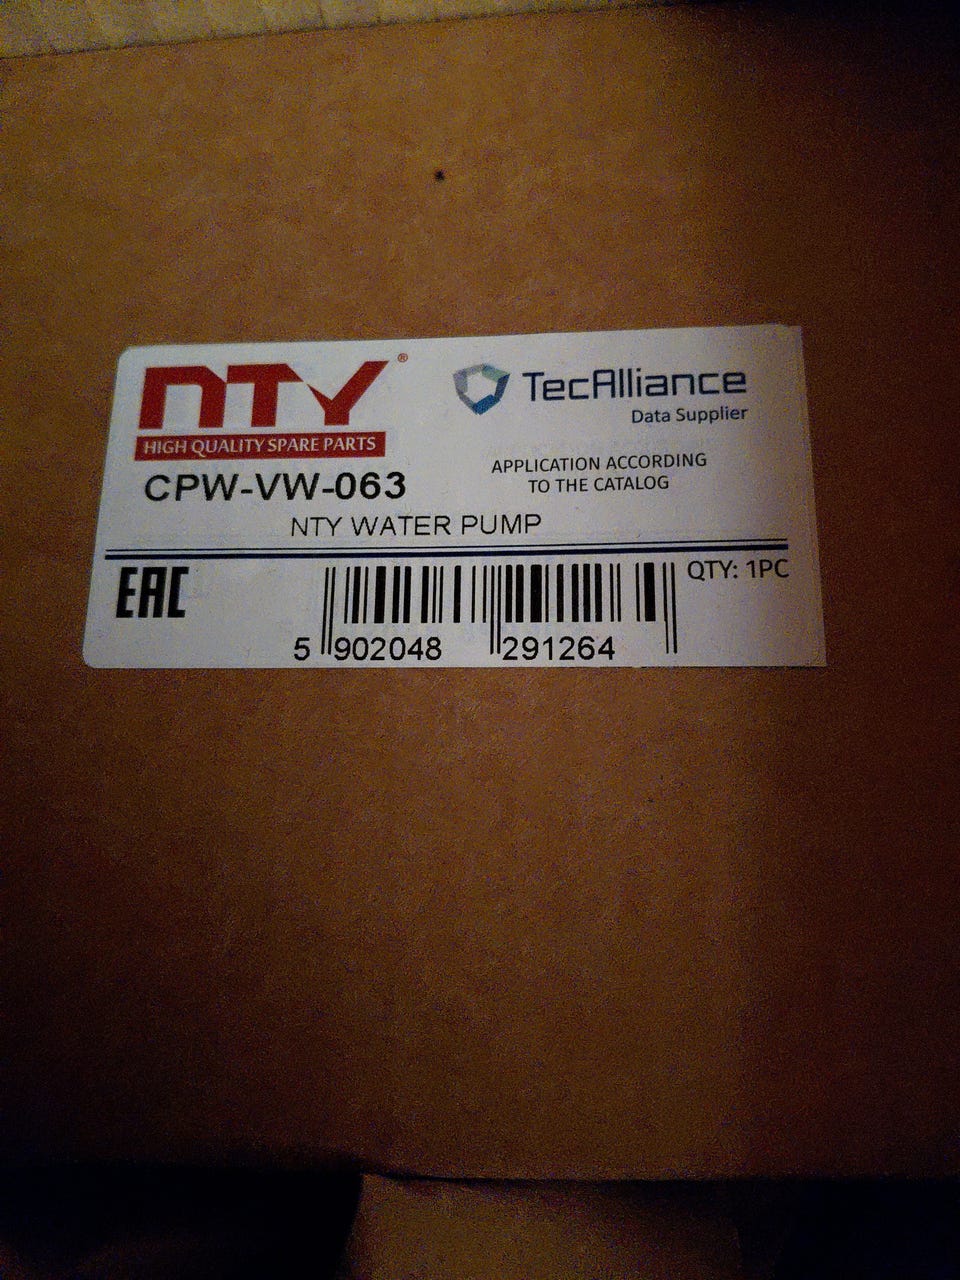 NTY®
HIGH QUALITY SPARE PARTS
TecAlliance
Data Supplier
APPLICATION ACCORDING
TO THE CATALOG
CPW-VW-063
NTY WATER PUMP
EAC
QTY: 1PC
5 902048 291264